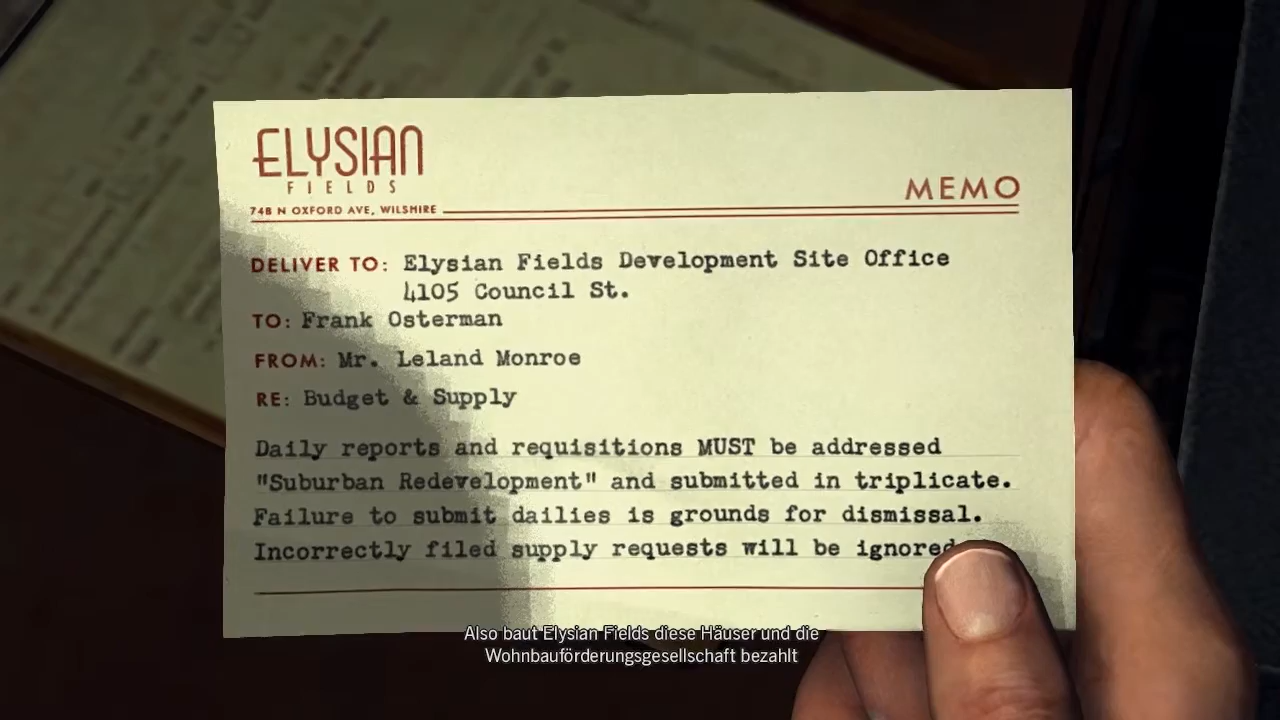 ELYSIAN
FIELDS
748 N OXFORD AVE, WILSHIRE
MEMO
DELIVER TO: Elysian Fields Development Site Office
4105 Council St.
TO: Frank Osterman
FROM: Mr. Leland Monroe
RE: Budget & Supply
Daily reports and requisitions MUST be addressed
"Suburban Redevelopment" and submitted in triplicate.
Failure to submit dailies is grounds for dismissal.
Incorrectly filed supply requests will be ignored
Also baut Elysian Fields diese Häuser und die
Wohnbauförderungsgesellschaft bezahlt